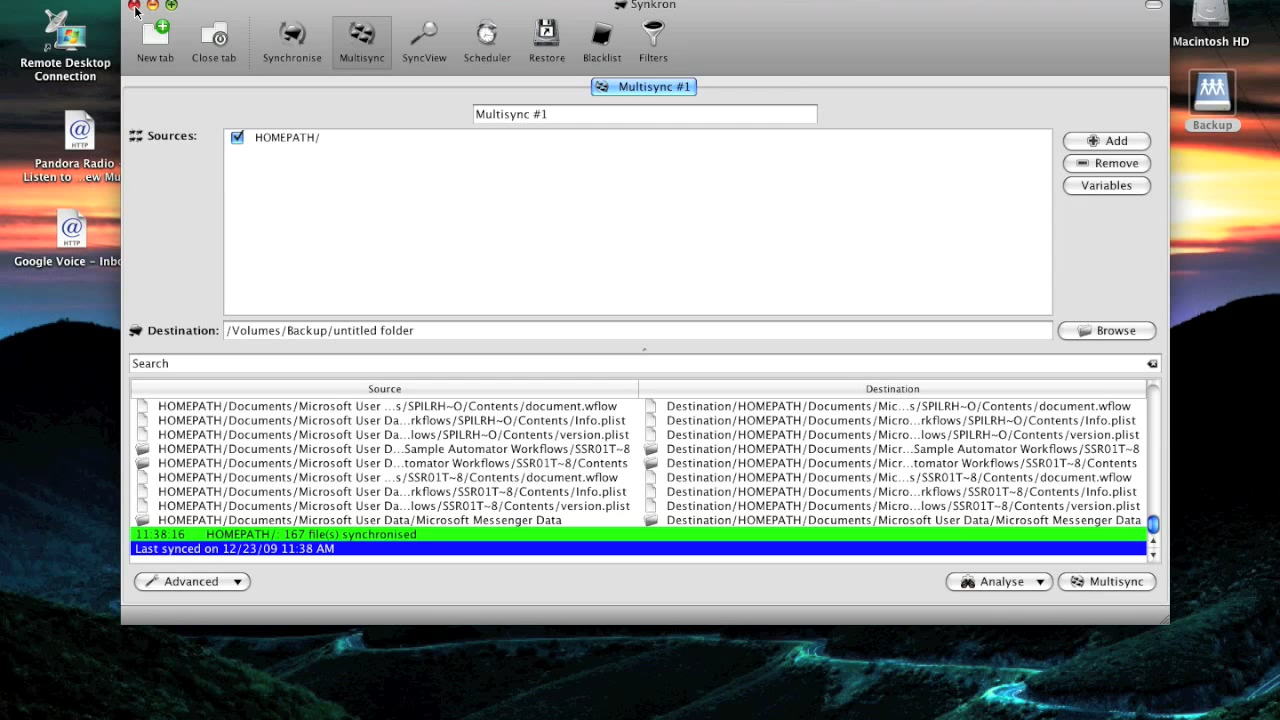 Synkron
New tab
Close tab
Synchronise
Multisync
SyncView
Scheduler
Restore
Blacklist
Filters
Remote Desktop
Connection
HTTP
Pandora Radio –
Listen to ...ew Mu
HTTP
Google Voice – Inbo
Macintosh HD
Backup
Multisync #1
Multisync #1
Sources:
HOMEPATH/
Add
Remove
Variables
Destination: /Volumes/Backup/untitled folder
Browse
Search
Source Destination
HOMEPATH/Documents/Microsoft User ...s/SPILRH~O/Contents/document.wflow Destination/HOMEPATH/Documents/Mic...s/SPILRH~O/Contents/document.wflow
HOMEPATH/Documents/Microsoft User Da...rkflows/SPILRH~O/Contents/Info.plist Destination/HOMEPATH/Documents/Micro...rkflows/SPILRH~O/Contents/Info.plist
HOMEPATH/Documents/Microsoft User Da...lows/SPILRH~O/Contents/version.plist Destination/HOMEPATH/Documents/Micro...lows/SPILRH~O/Contents/version.plist
HOMEPATH/Documents/Microsoft User D...Sample Automator Workflows/SSR01T~8 Destination/HOMEPATH/Documents/Micr...Sample Automator Workflows/SSR01T~8
HOMEPATH/Documents/Microsoft User D...tomator Workflows/SSR01T~8/Contents Destination/HOMEPATH/Documents/Micr...tomator Workflows/SSR01T~8/Contents
HOMEPATH/Documents/Microsoft User ...s/SSR01T~8/Contents/document.wflow Destination/HOMEPATH/Documents/Mic...s/SSR01T~8/Contents/document.wflow
HOMEPATH/Documents/Microsoft User Da...rkflows/SSR01T~8/Contents/Info.plist Destination/HOMEPATH/Documents/Micro...rkflows/SSR01T~8/Contents/Info.plist
HOMEPATH/Documents/Microsoft User Da...lows/SSR01T~8/Contents/version.plist Destination/HOMEPATH/Documents/Micro...lows/SSR01T~8/Contents/version.plist
HOMEPATH/Documents/Microsoft User Data/Microsoft Messenger Data Destination/HOMEPATH/Documents/Microsoft User Data/Microsoft Messenger Data
11:38.16 HOMEPATH/: 167 file(s) synchronised
Last synced on 12/23/09 11:38 AM
Advanced
Analyse
Multisync